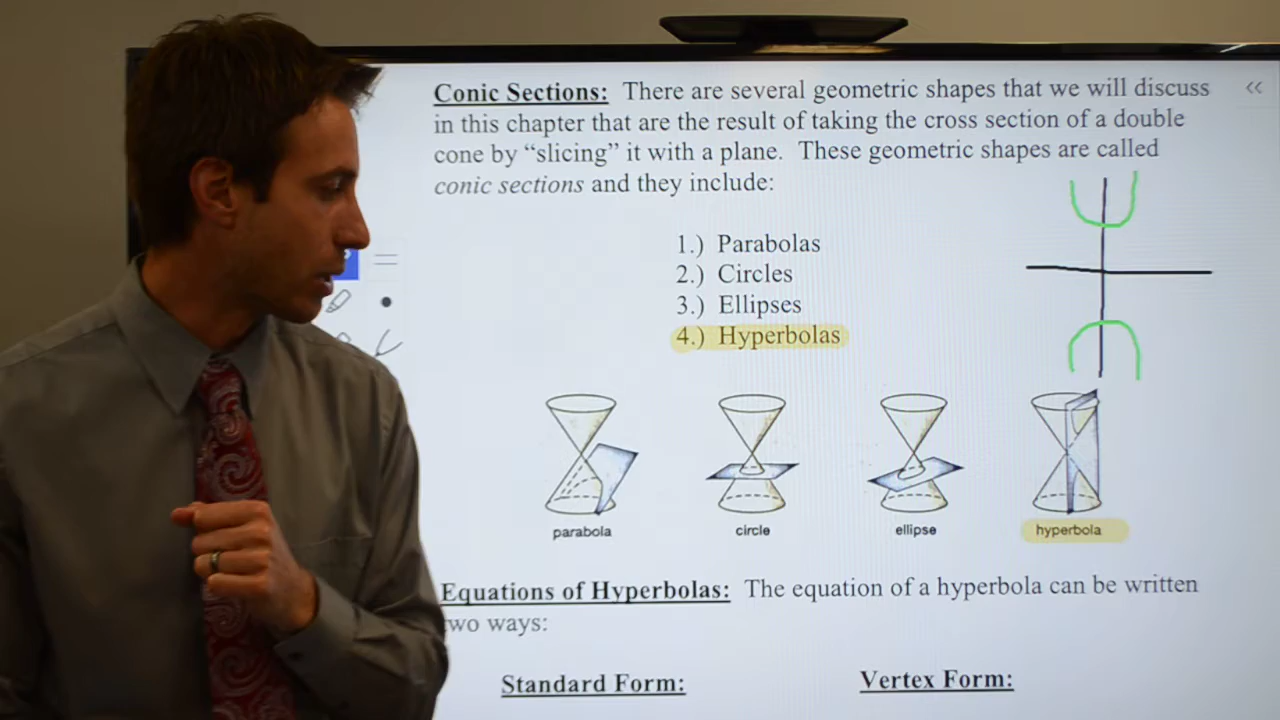 Conic Sections: There are several geometric shapes that we will discuss
in this chapter that are the result of taking the cross section of a double
cone by “slicing” it with a plane. These geometric shapes are called
conic sections and they include:
1.) Parabolas
2.) Circles
3.) Ellipses
4.) Hyperbolas
parabola circle ellipse hyperbola
Equations of Hyperbolas: The equation of a hyperbola can be written
two ways:
Standard Form: Vertex Form: